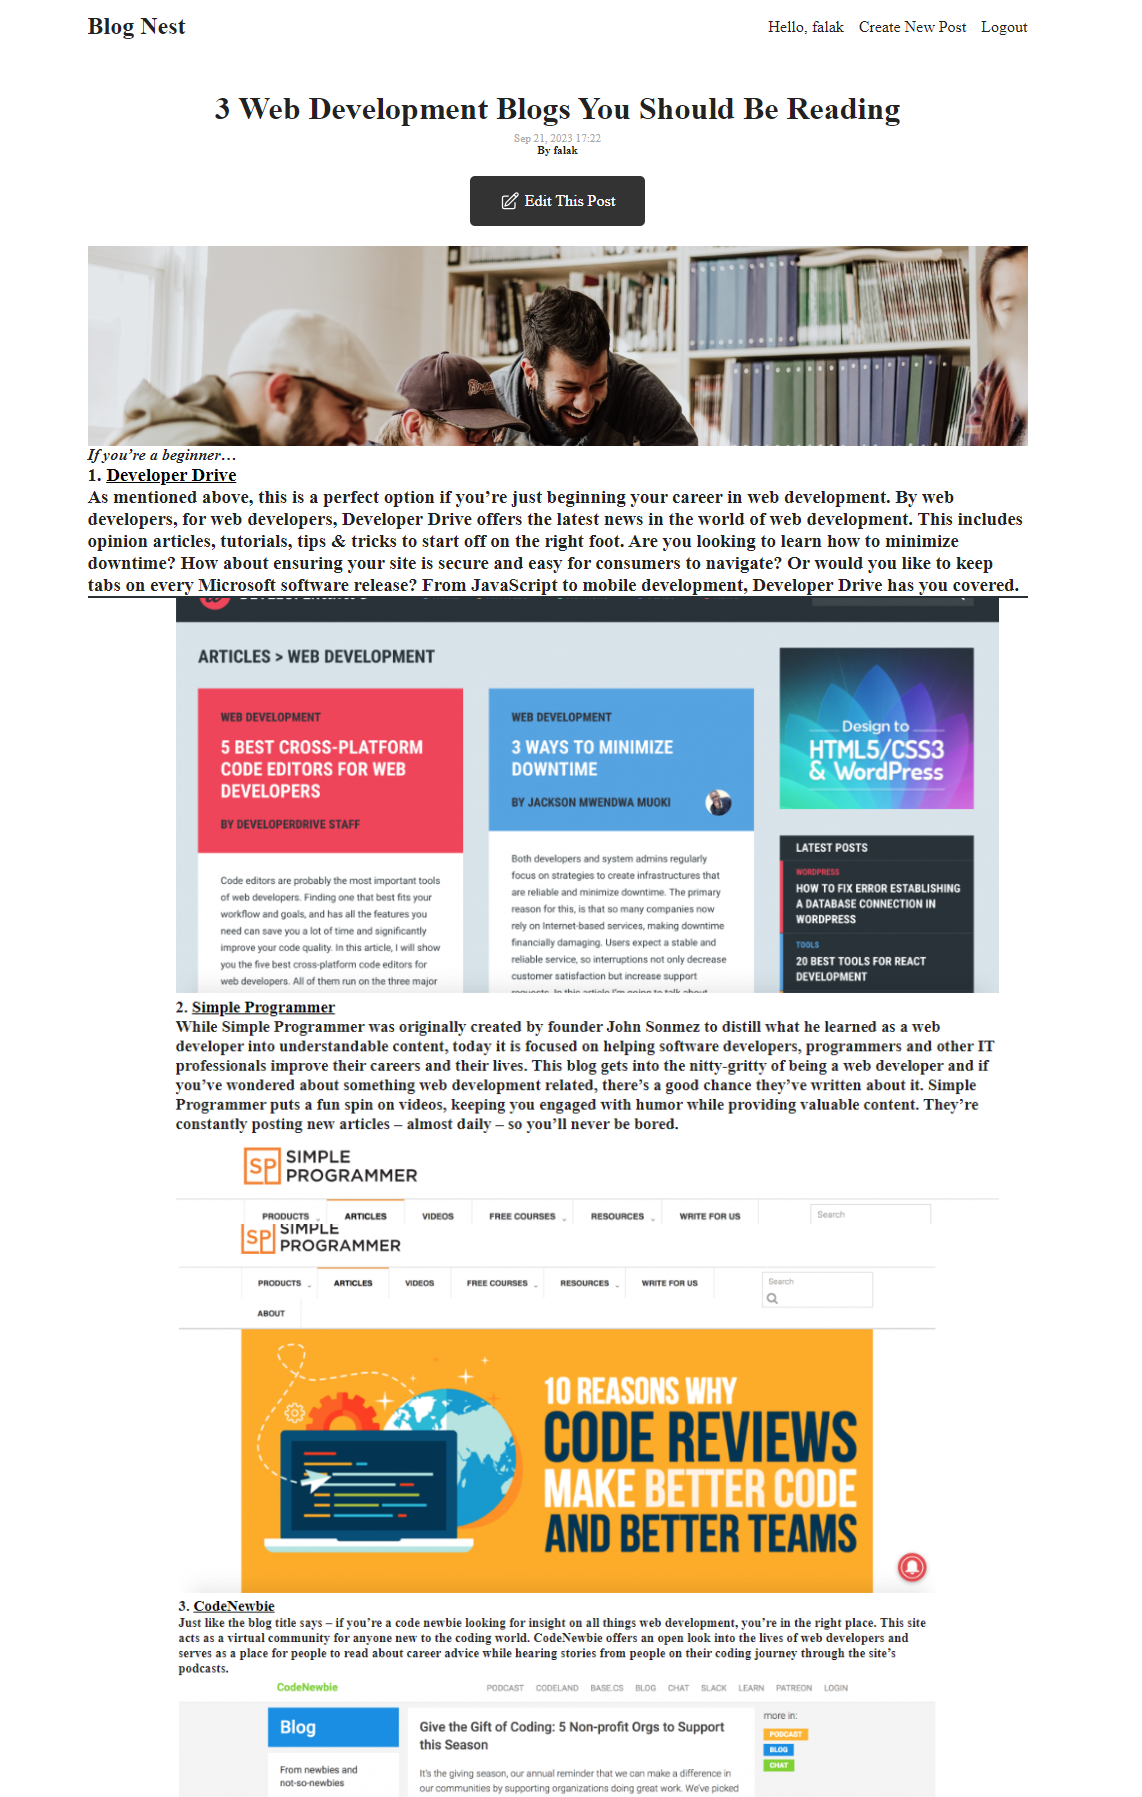 Blog Nest
Hello, falak Create New Post Logout
3 Web Development Blogs You Should Be Reading
Sep 21, 2023 17:22
By falak
Edit This Post
If you’re a beginner…
1. Developer Drive
As mentioned above, this is a perfect option if you’re just beginning your career in web development. By web
developers, for web developers, Developer Drive offers the latest news in the world of web development. This includes
opinion articles, tutorials, tips & tricks to start off on the right foot. Are you looking to learn how to minimize
downtime? How about ensuring your site is secure and easy for consumers to navigate? Or would you like to keep
tabs on every Microsoft software release? From JavaScript to mobile development, Developer Drive has you covered.
ARTICLES > WEB DEVELOPMENT
WEB DEVELOPMENT
5 BEST CROSS-PLATFORM
CODE EDITORS FOR WEB
DEVELOPERS
BY DEVELOPERDRIVE STAFF
Code editors are probably the most important tools
of web developers. Finding one that best fits your
workflow and goals, and has all the features you
need can save you a lot of time and significantly
improve your code quality. In this article, I will show
you the five best cross-platform code editors for
web developers. All of them run on the three major
WEB DEVELOPMENT
3 WAYS TO MINIMIZE
DOWNTIME
BY JACKSON MWENDWA MUOKI
Both developers and system admins regularly
focus on strategies to create infrastructures that
are reliable and minimize downtime. The primary
reason for this, is that so many companies now
rely on Internet-based services, making downtime
financially damaging. Users expect a stable and
reliable service, so interruptions not only decrease
customer satisfaction but increase support
requests. In this article I'm going to talk about
Design to
HTML5/CSS3
& WordPress
LATEST POSTS
WORDPRESS
HOW TO FIX ERROR ESTABLISHING
A DATABASE CONNECTION IN
WORDPRESS
TOOLS
20 BEST TOOLS FOR REACT
DEVELOPMENT
2. Simple Programmer
While Simple Programmer was originally created by founder John Sonmez to distill what he learned as a web
developer into understandable content, today it is focused on helping software developers, programmers and other IT
professionals improve their careers and their lives. This blog gets into the nitty-gritty of being a web developer and if
you’ve wondered about something web development related, there’s a good chance they’ve written about it. Simple
Programmer puts a fun spin on videos, keeping you engaged with humor while providing valuable content. They’re
constantly posting new articles – almost daily – so you’ll never be bored.
SP SIMPLE
PROGRAMMER
PRODUCTS ARTICLES VIDEOS FREE COURSES RESOURCES WRITE FOR US Search
SP SIMPLE
PROGRAMMER
PRODUCTS ARTICLES VIDEOS FREE COURSES RESOURCES WRITE FOR US Search
ABOUT
10 REASONS WHY
CODE REVIEWS
MAKE BETTER CODE
AND BETTER TEAMS
3. CodeNewbie
Just like the blog title says – if you’re a code newbie looking for insight on all things web development, you’re in the right place. This site
acts as a virtual community for anyone new to the coding world. CodeNewbie offers an open look into the lives of web developers and
serves as a place for people to read about career advice while hearing stories from people on their coding journey through the site’s
podcasts.
CodeNewbie PODCAST CODELAND BASE.CS BLOG CHAT SLACK LEARN PATREON LOGIN
Blog
From newbies and
not-so-newbies
Give the Gift of Coding: 5 Non-profit Orgs to Support
this Season
It's the giving season, our annual reminder that we can make a difference in
our communities by supporting organizations doing great work. We've picked
more in:
PODCAST
BLOG
CHAT